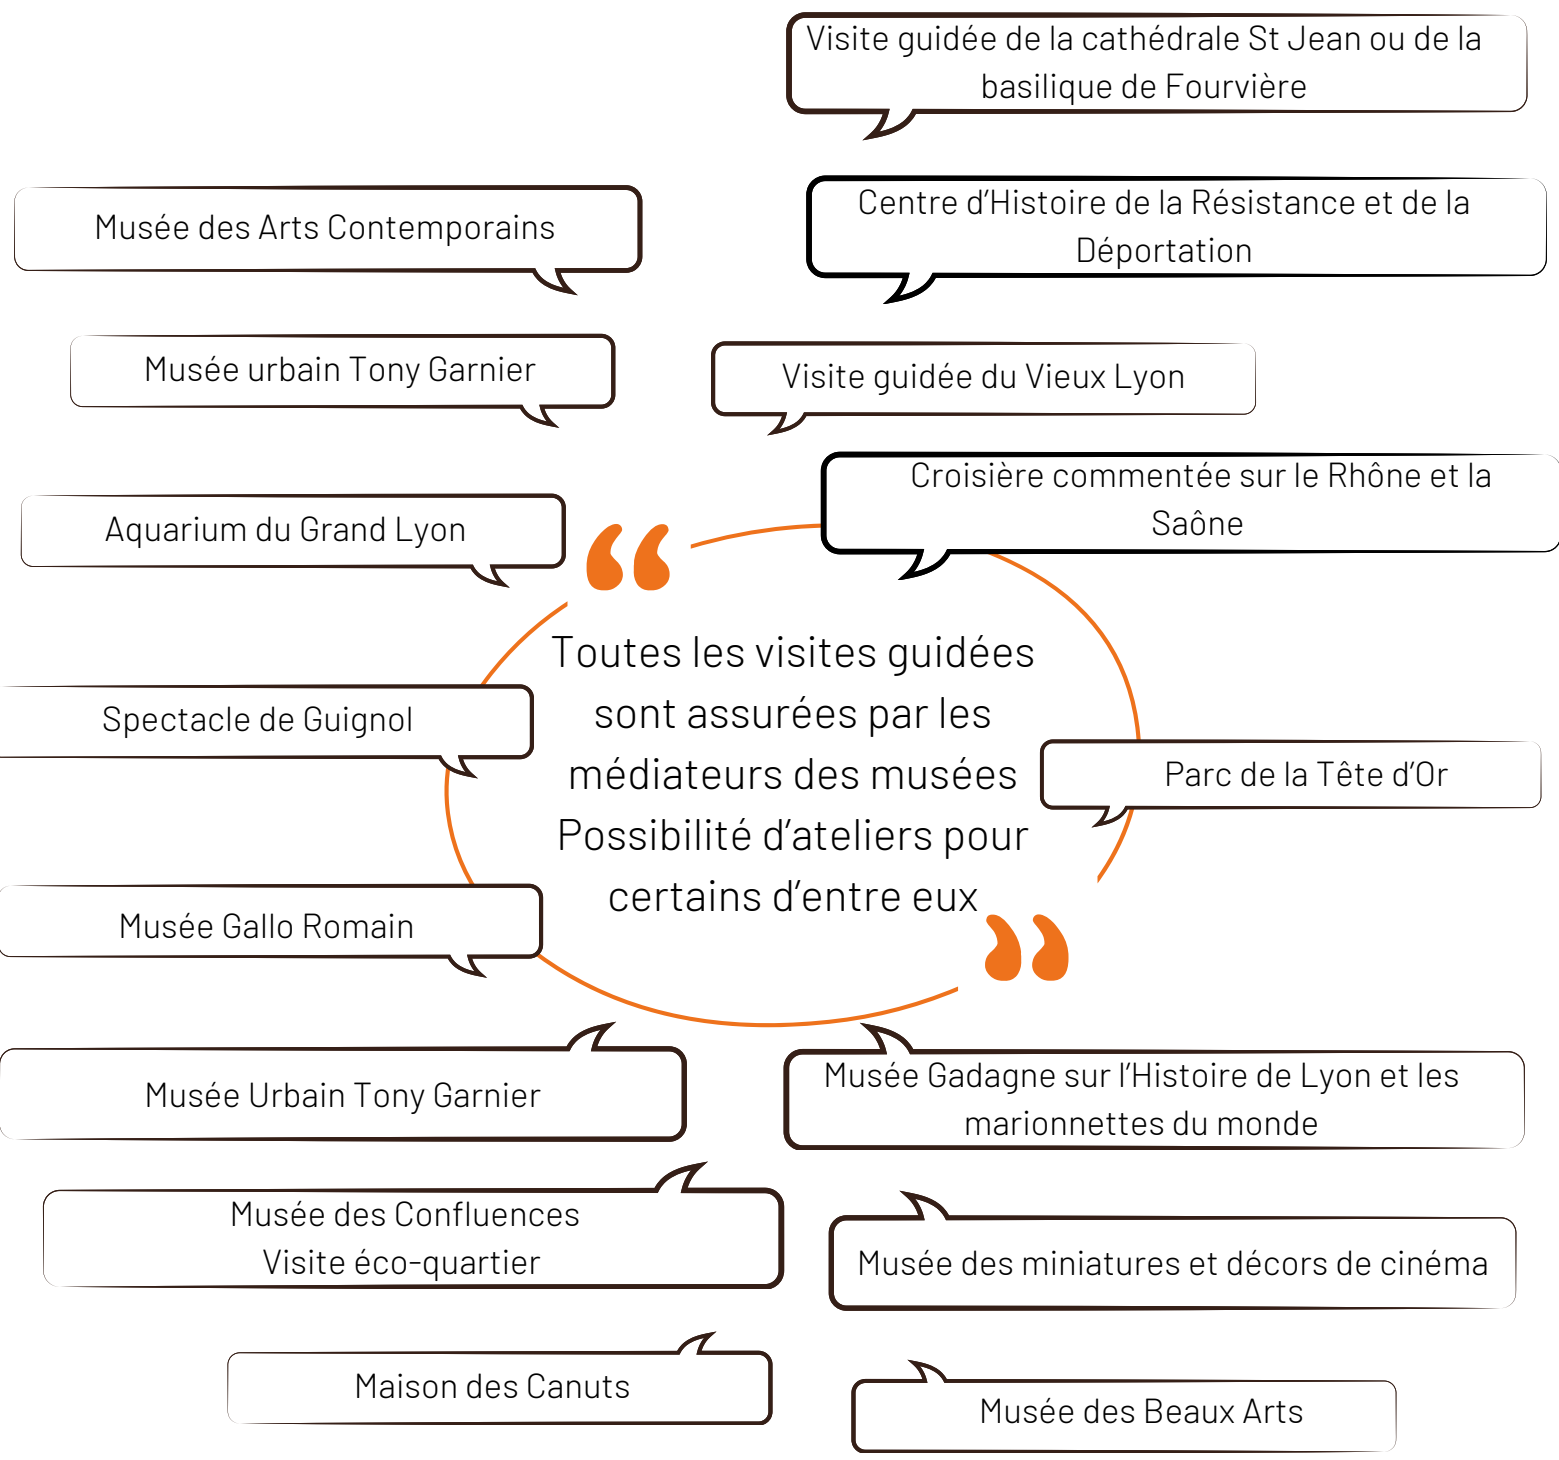 Visite guidée de la cathédrale St Jean ou de la
basilique de Fourvière
Musée des Arts Contemporains
Centre d'Histoire de la Résistance et de la
Déportation
Musée urbain Tony Garnier
Visite guidée du Vieux Lyon
Croisière commentée sur le Rhône et la
Saône
Aquarium du Grand Lyon
“
Toutes les visites guidées
sont assurées par les
médiateurs des musées
Possibilité d'ateliers pour
certains d'entre eux
”
Spectacle de Guignol
Parc de la Tête d'Or
Musée Gallo Romain
Musée Urbain Tony Garnier
Musée Gadagne sur l'Histoire de Lyon et les
marionnettes du monde
Musée des Confluences
Visite éco-quartier
Musée des miniatures et décors de cinéma
Maison des Canuts
Musée des Beaux Arts